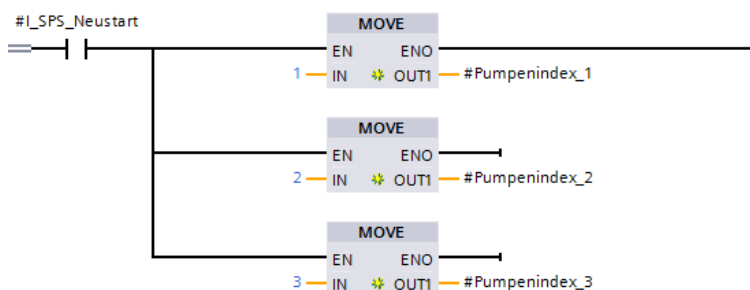 #I_SPS_Neustart
MOVE
EN ENO
1 IN OUT1 #Pumpenindex_1
MOVE
EN ENO
2 IN OUT1 #Pumpenindex_2
MOVE
EN ENO
3 IN OUT1 #Pumpenindex_3